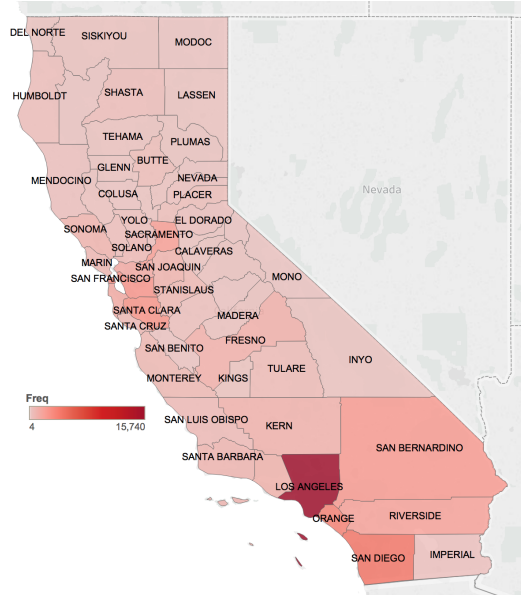 DEL NORTE
SISKIYOU
MODOC
HUMBOLDT
SHASTA
LASSEN
TEHAMA
PLUMAS
BUTTE
GLENN
MENDOCINO
NEVADA
COLUSA
PLACER
Nevada
YOLO
EL DORADO
SONOMA
SACRAMENTO
SOLANO
CALAVERAS
MARIN
SAN JOAQUIN
SAN FRANCISCO
MONO
STANISLAUS
SANTA CLARA
MADERA
SANTA CRUZ
FRESNO
SAN BENITO
INYO
TULARE
MONTEREY
KINGS
Freq
4
15,740
SAN LUIS OBISPO
KERN
SAN BERNARDINO
SANTA BARBARA
LOS ANGELES
ORANGE
RIVERSIDE
SAN DIEGO
IMPERIAL